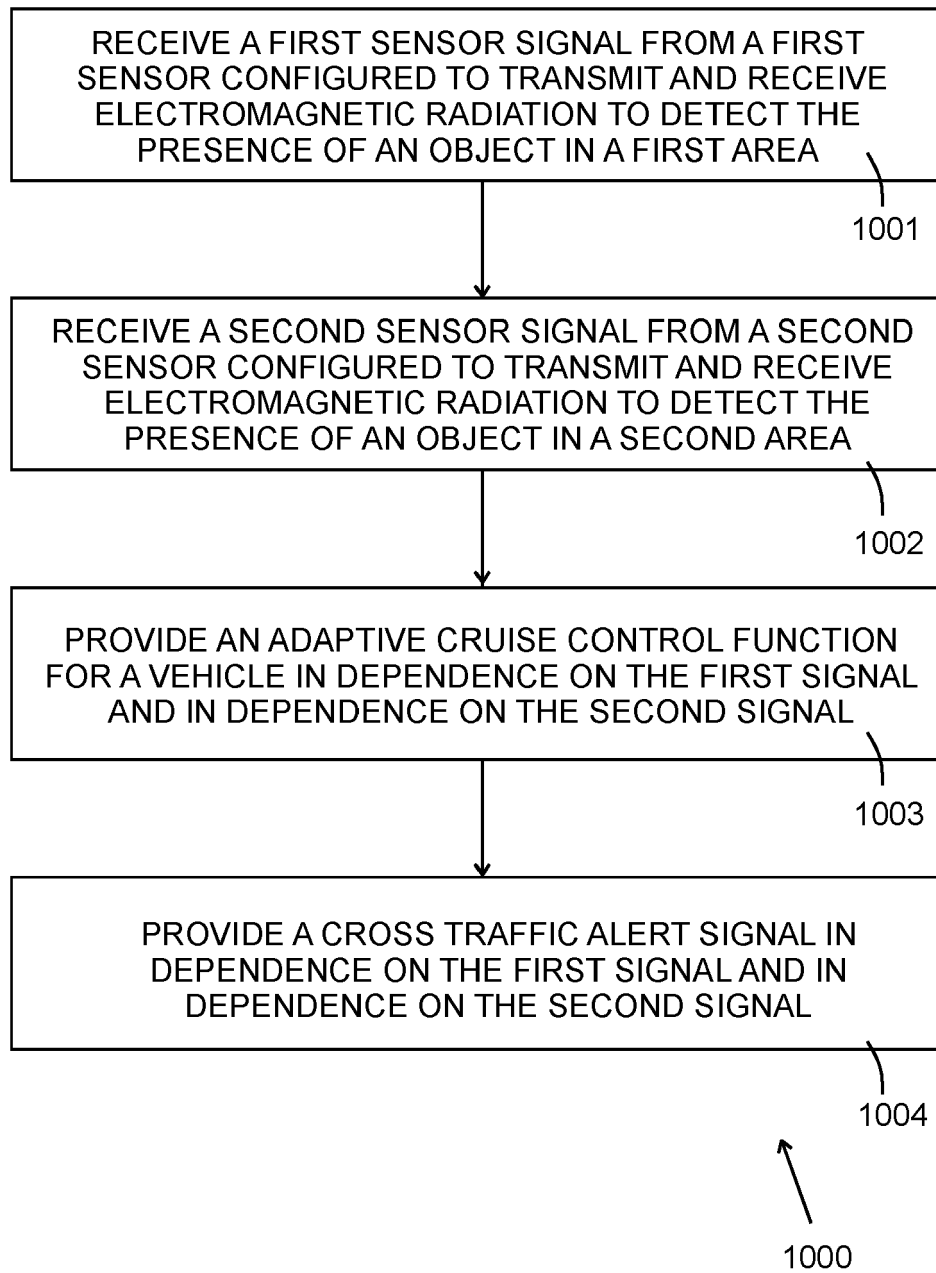 RECEIVE A FIRST SENSOR SIGNAL FROM A FIRST
SENSOR CONFIGURED TO TRANSMIT AND RECEIVE
ELECTROMAGNETIC RADIATION TO DETECT THE
PRESENCE OF AN OBJECT IN A FIRST AREA
1001
RECEIVE A SECOND SENSOR SIGNAL FROM A SECOND
SENSOR CONFIGURED TO TRANSMIT AND RECEIVE
ELECTROMAGNETIC RADIATION TO DETECT THE
PRESENCE OF AN OBJECT IN A SECOND AREA
1002
PROVIDE AN ADAPTIVE CRUISE CONTROL FUNCTION
FOR A VEHICLE IN DEPENDENCE ON THE FIRST SIGNAL
AND IN DEPENDENCE ON THE SECOND SIGNAL
1003
PROVIDE A CROSS TRAFFIC ALERT SIGNAL IN
DEPENDENCE ON THE FIRST SIGNAL AND IN
DEPENDENCE ON THE SECOND SIGNAL
1004
1000